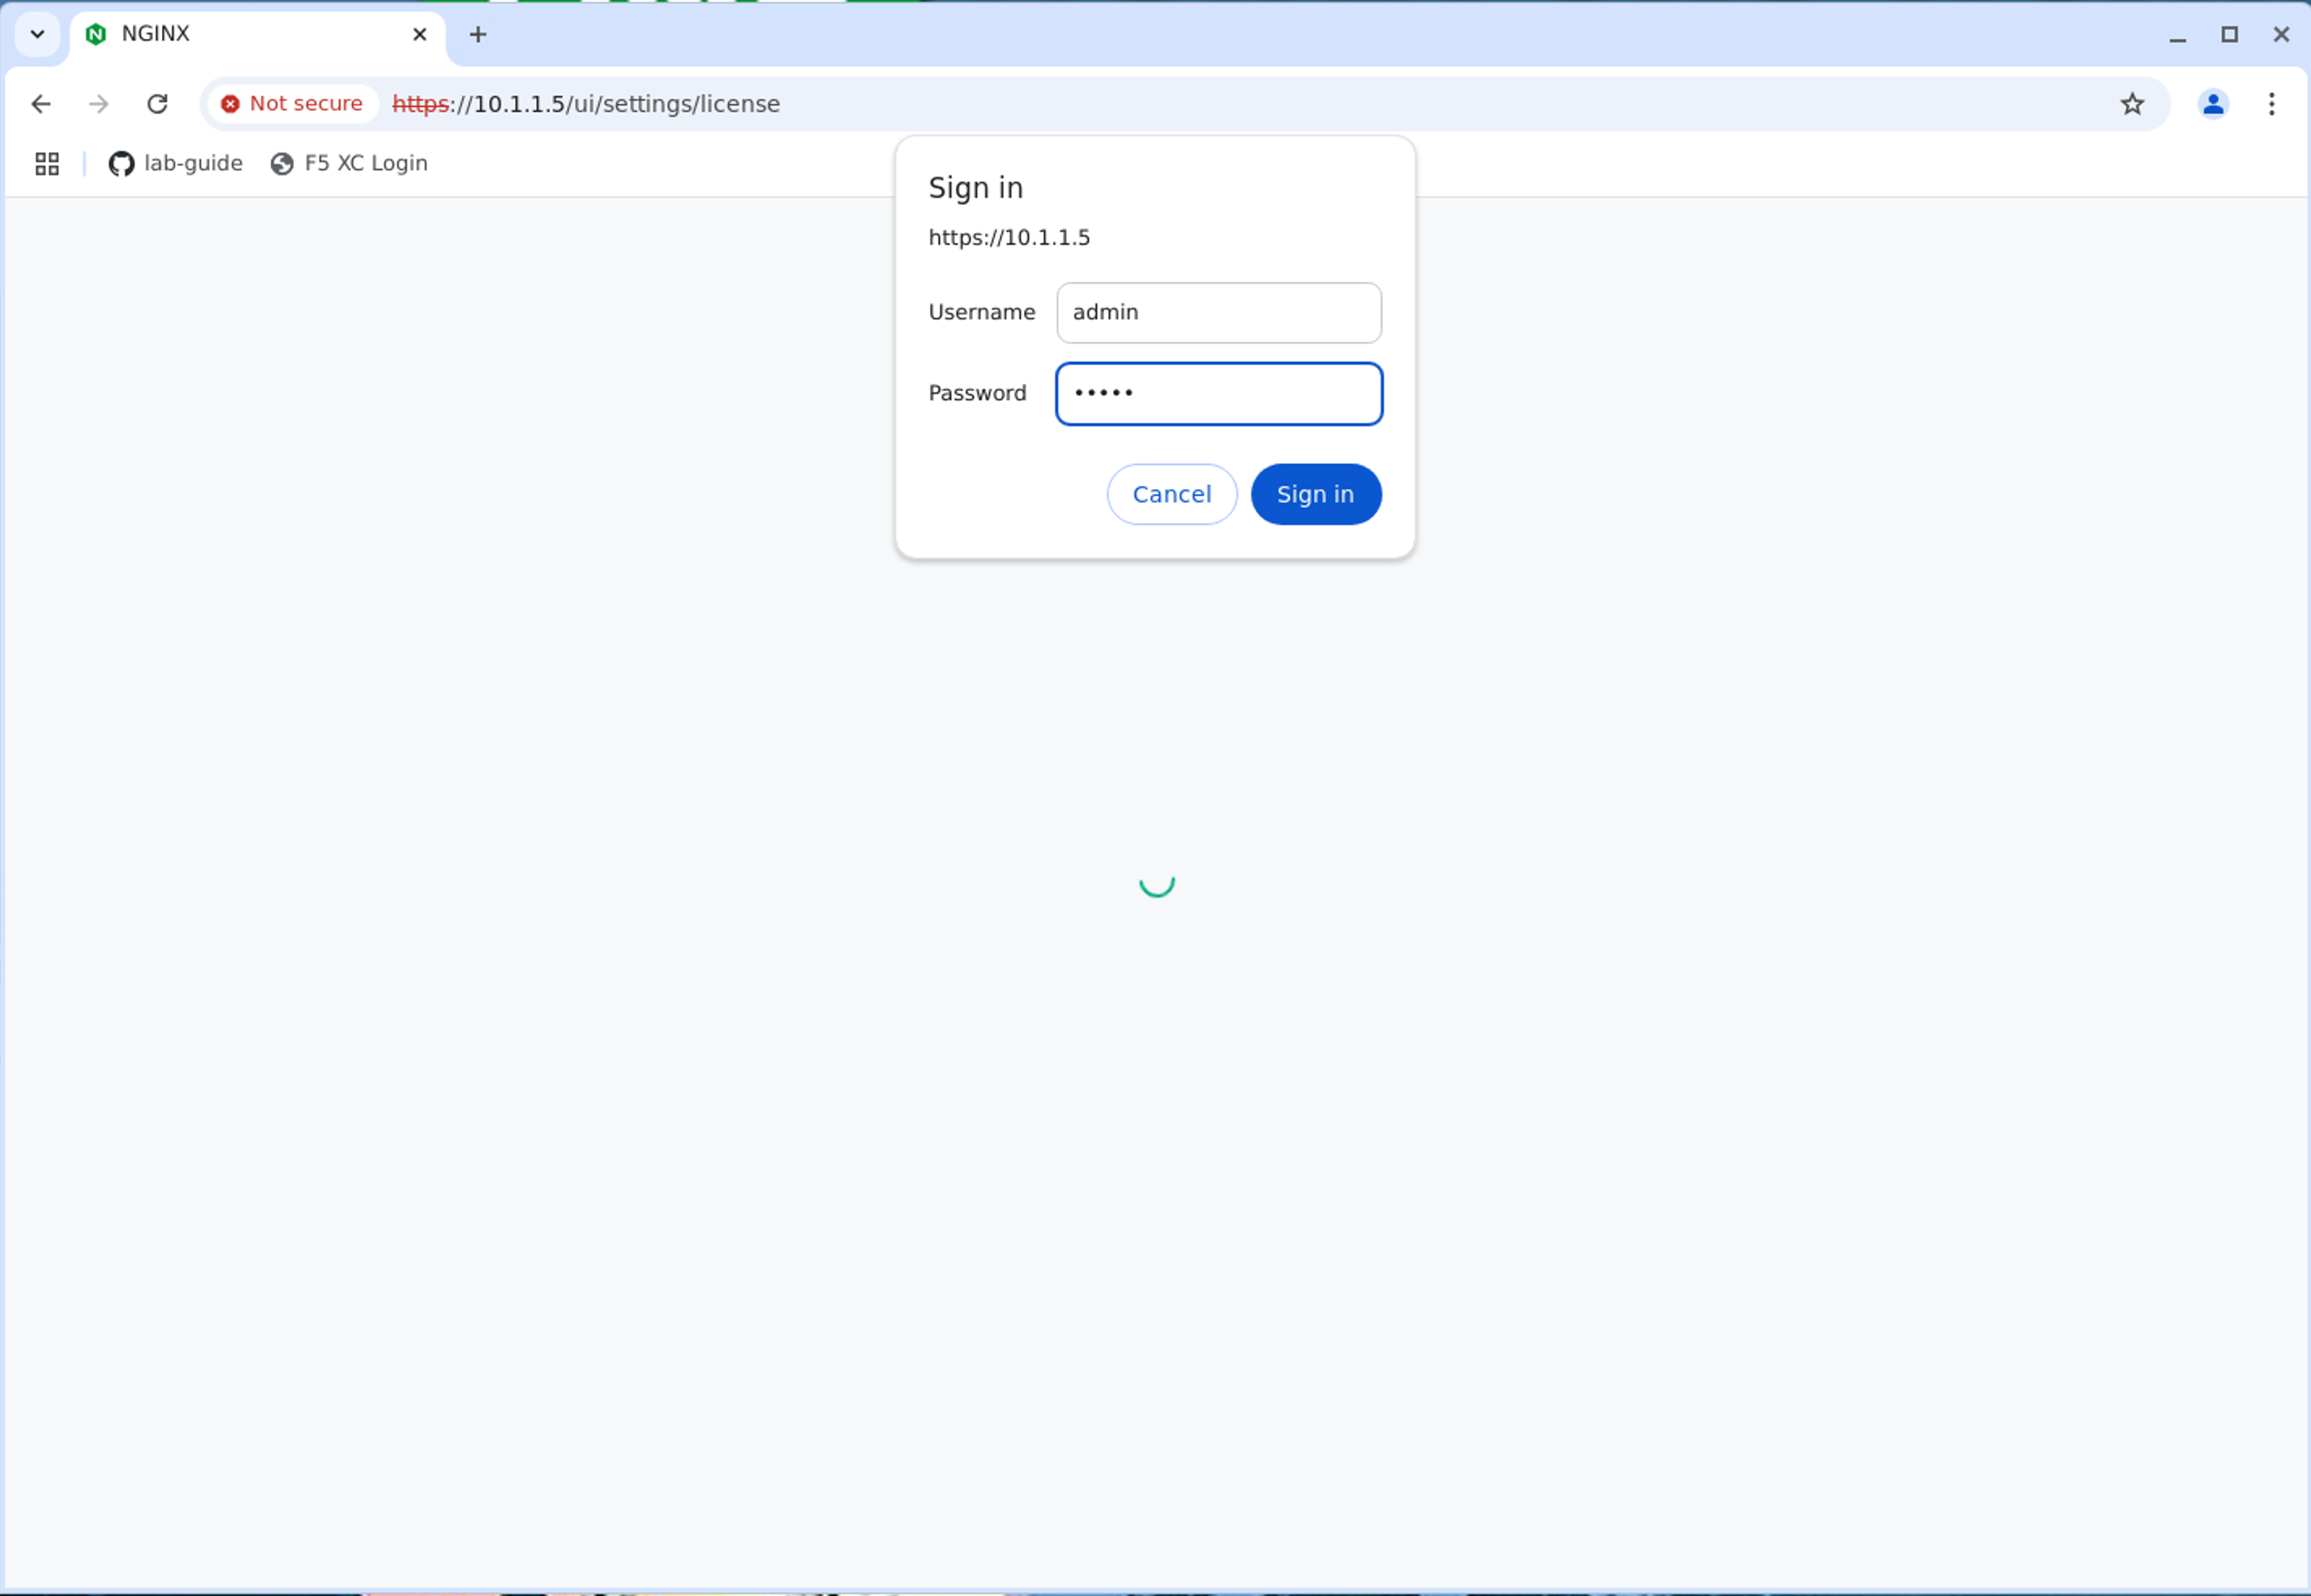 NGINX
Not secure https://10.1.1.5/ui/settings/license
lab-guide F5 XC Login
Sign in
https://10.1.1.5
Username admin
Password •••••
Cancel Sign in